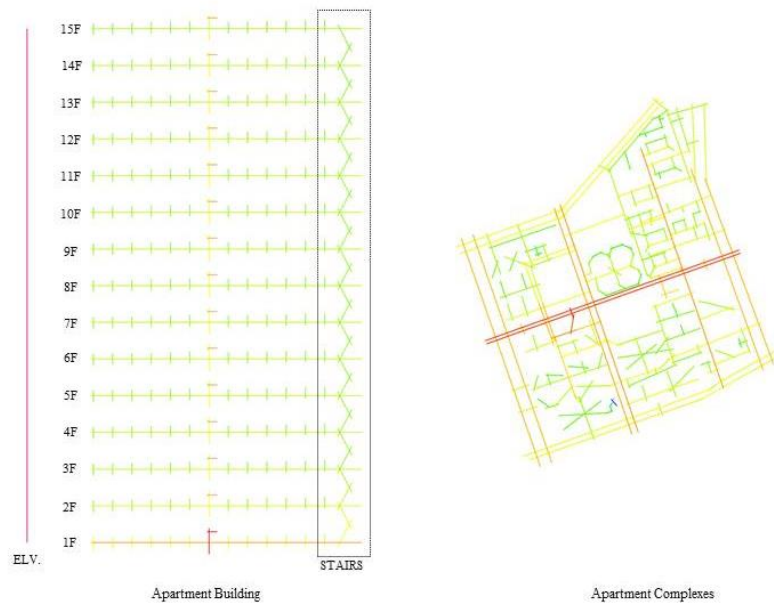 15F
14F
13F
12F
11F
10F
9F
8F
7F
6F
5F
4F
3F
2F
1F
ELV.
STAIRS
Apartment Building
Apartment Complexes